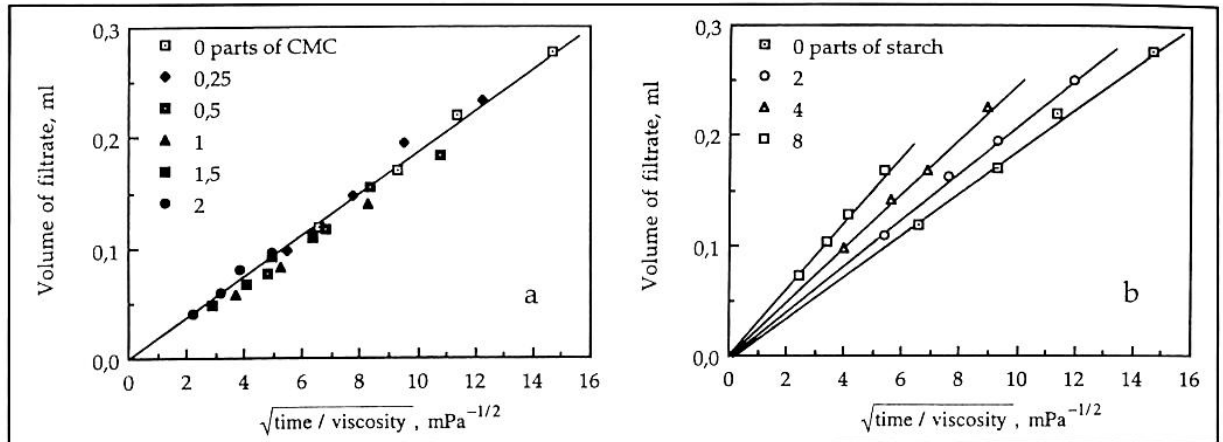 0,3
0 parts of CMC
0,25
0,5
1
1,5
2
0,2
0,1
0,0
Volume of filtrate, ml
a
0 2 4 6 8 10 12 14 16
√time / viscosity , mPa⁻¹/²
0,3
0 parts of starch
2
4
8
0,2
0,1
0,0
Volume of filtrate, ml
b
0 2 4 6 8 10 12 14 16
√time / viscosity , mPa⁻¹/²